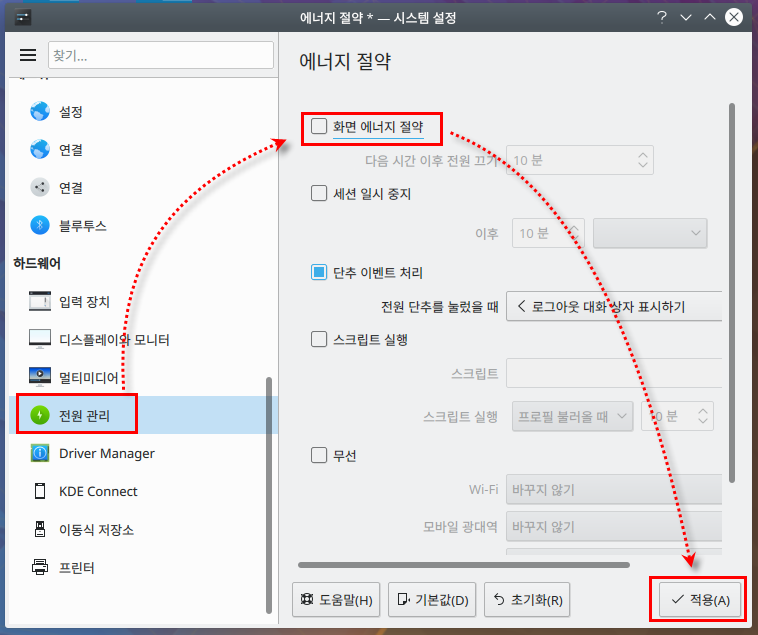 에너지 절약 * — 시스템 설정
찾기...
설정
연결
연결
블루투스
하드웨어
입력 장치
디스플레이와 모니터
멀티미디어
전원 관리
Driver Manager
KDE Connect
이동식 저장소
프린터
에너지 절약
화면 에너지 절약
다음 시간 이후 전원 끄기
10 분
세션 일시 중지
이후
10 분
단추 이벤트 처리
전원 단추를 눌렀을 때
로그아웃 대화 상자 표시하기
스크립트 실행
스크립트
스크립트 실행
프로필 불러올 때
분
무선
Wi-Fi
바꾸지 않기
모바일 광대역
바꾸지 않기
도움말(H)
기본값(D)
초기화(R)
적용(A)